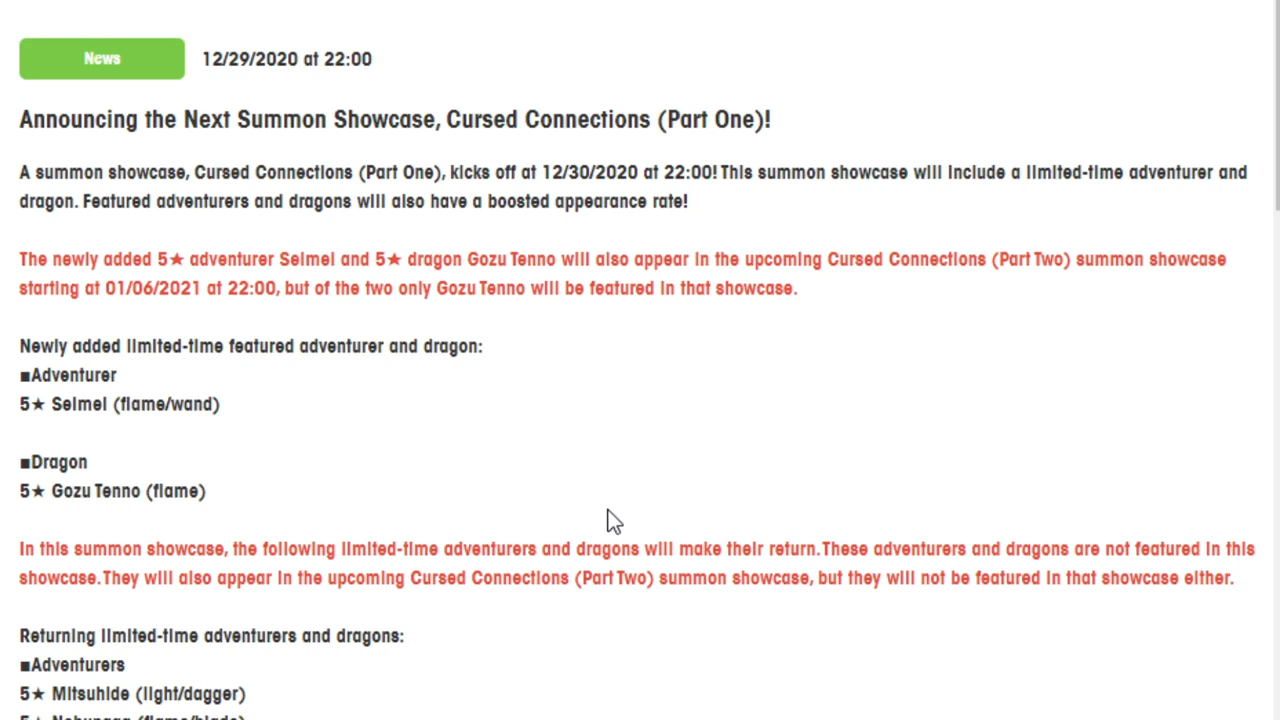 News 12/29/2020 at 22:00
Announcing the Next Summon Showcase, Cursed Connections (Part One)!
A summon showcase, Cursed Connections (Part One), kicks off at 12/30/2020 at 22:00! This summon showcase will include a limited-time adventurer and
dragon. Featured adventurers and dragons will also have a boosted appearance rate!
The newly added 5★ adventurer Seimei and 5★ dragon Gozu Tenno will also appear in the upcoming Cursed Connections (Part Two) summon showcase
starting at 01/06/2021 at 22:00, but of the two only Gozu Tenno will be featured in that showcase.
Newly added limited-time featured adventurer and dragon:
■Adventurer
5★ Seimei (flame/wand)
■Dragon
5★ Gozu Tenno (flame)
In this summon showcase, the following limited-time adventurers and dragons will make their return. These adventurers and dragons are not featured in this
showcase. They will also appear in the upcoming Cursed Connections (Part Two) summon showcase, but they will not be featured in that showcase either.
Returning limited-time adventurers and dragons:
■Adventurers
5★ Mitsuhide (light/dagger)
5★ Nobunaga (flame/blade)